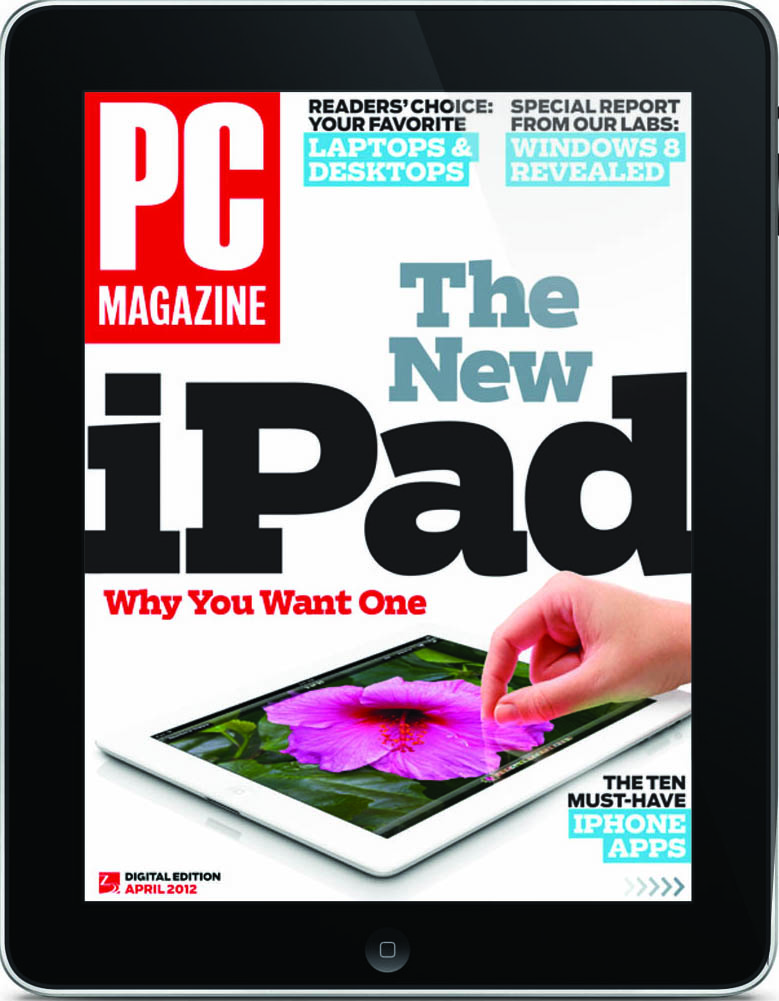 PC
MAGAZINE
READERS' CHOICE:
YOUR FAVORITE
LAPTOPS &
DESKTOPS
SPECIAL REPORT
FROM OUR LABS:
WINDOWS 8
REVEALED
The
New
iPad
Why You Want One
THE TEN
MUST-HAVE
IPHONE
APPS
DIGITAL EDITION
APRIL 2012